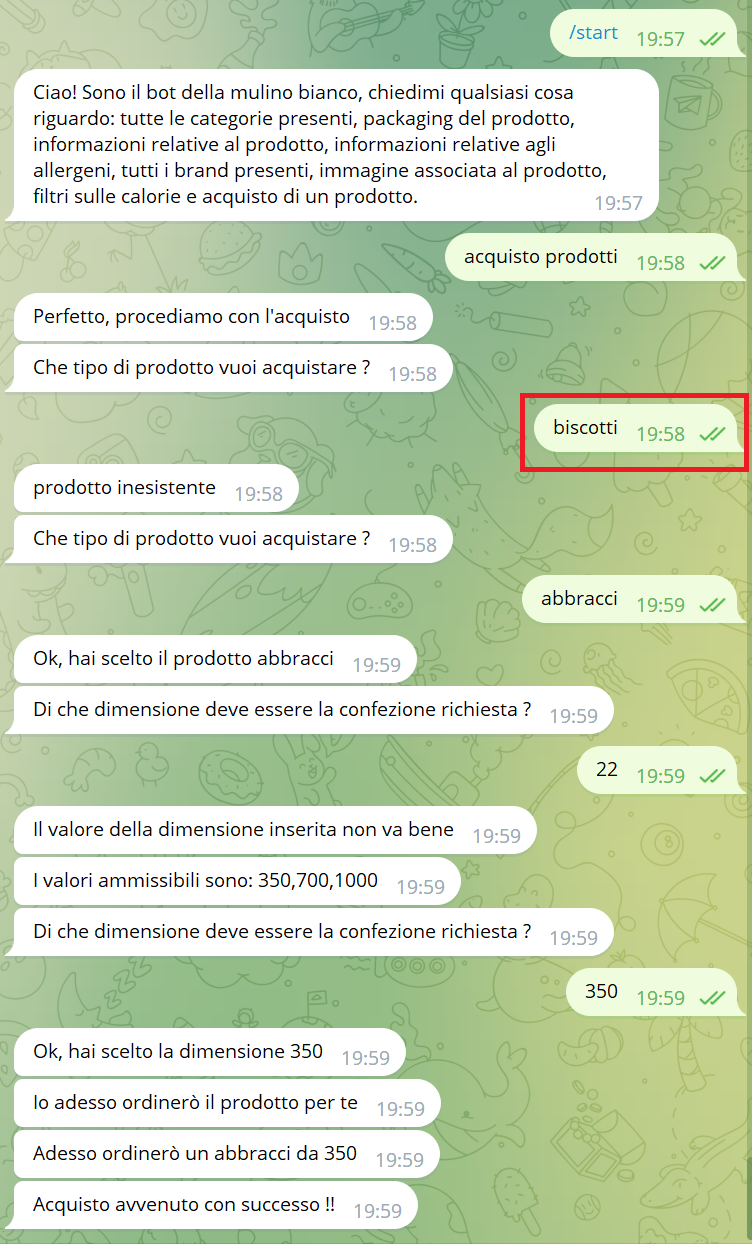 /start 19:57
Ciao! Sono il bot della mulino bianco, chiedimi qualsiasi cosa
riguardo: tutte le categorie presenti, packaging del prodotto,
informazioni relative al prodotto, informazioni relative agli
allergeni, tutti i brand presenti, immagine associata al prodotto,
filtri sulle calorie e acquisto di un prodotto. 19:57
acquisto prodotti 19:58
Perfetto, procediamo con l'acquisto 19:58
Che tipo di prodotto vuoi acquistare ? 19:58
biscotti 19:58
prodotto inesistente 19:58
Che tipo di prodotto vuoi acquistare ? 19:58
abbracci 19:59
Ok, hai scelto il prodotto abbracci 19:59
Di che dimensione deve essere la confezione richiesta ? 19:59
22 19:59
Il valore della dimensione inserita non va bene 19:59
I valori ammissibili sono: 350,700,1000 19:59
Di che dimensione deve essere la confezione richiesta ? 19:59
350 19:59
Ok, hai scelto la dimensione 350 19:59
Io adesso ordinerò il prodotto per te 19:59
Adesso ordinerò un abbracci da 350 19:59
Acquisto avvenuto con successo !! 19:59